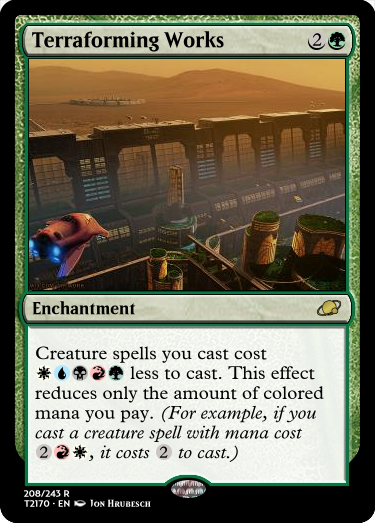 Terraforming Works 2
Enchantment
Creature spells you cast cost
less to cast. This effect
reduces only the amount of colored
mana you pay. (For example, if you
cast a creature spell with mana cost
2, it costs 2 to cast.)
208/243 R
T2170 • EN Jon Hrubesch